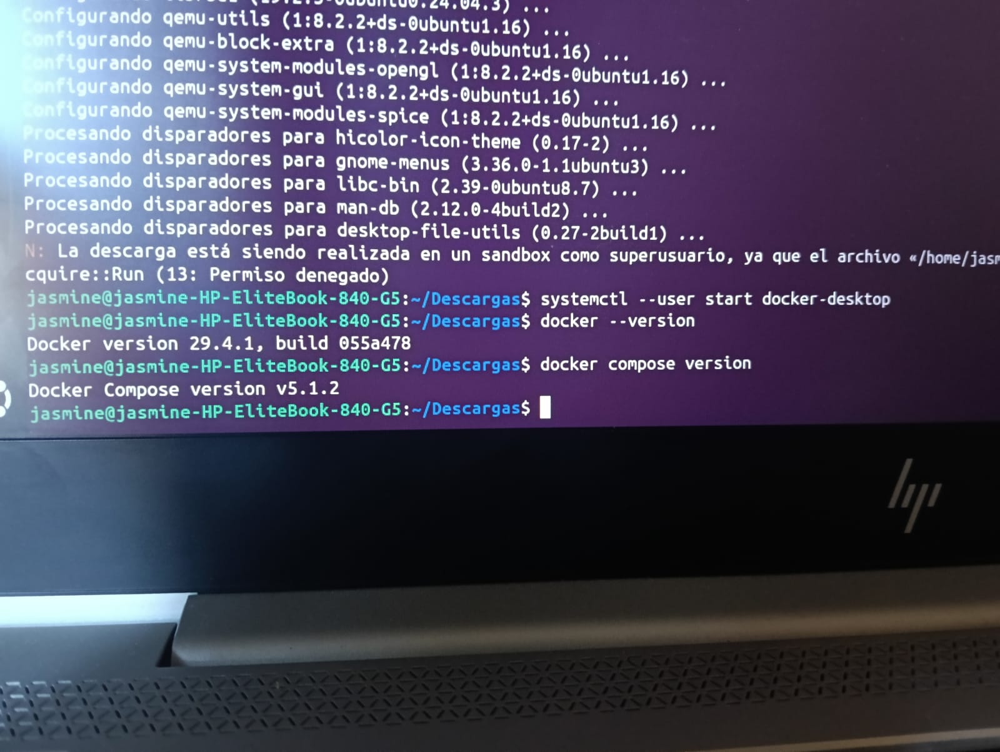 (19.2.3-0ubuntu0.24.04.3) ...
Configurando qemu-utils (1:8.2.2+ds-0ubuntu1.16) ...
Configurando qemu-block-extra (1:8.2.2+ds-0ubuntu1.16) ...
Configurando qemu-system-modules-opengl (1:8.2.2+ds-0ubuntu1.16) ...
Configurando qemu-system-gui (1:8.2.2+ds-0ubuntu1.16) ...
Configurando qemu-system-modules-spice (1:8.2.2+ds-0ubuntu1.16) ...
Procesando disparadores para hicolor-icon-theme (0.17-2) ...
Procesando disparadores para gnome-menus (3.36.0-1.1ubuntu3) ...
Procesando disparadores para libc-bin (2.39-0ubuntu8.7) ...
Procesando disparadores para man-db (2.12.0-4build2) ...
Procesando disparadores para desktop-file-utils (0.27-2build1) ...
N: La descarga está siendo realizada en un sandbox como superusuario, ya que el archivo «/home/jasm
cquire::Run (13: Permiso denegado)
jasmine@jasmine-HP-EliteBook-840-G5:~/Descargas$ systemctl --user start docker-desktop
jasmine@jasmine-HP-EliteBook-840-G5:~/Descargas$ docker --version
Docker version 29.4.1, build 055a478
jasmine@jasmine-HP-EliteBook-840-G5:~/Descargas$ docker compose version
Docker Compose version v5.1.2
jasmine@jasmine-HP-EliteBook-840-G5:~/Descargas$
hp